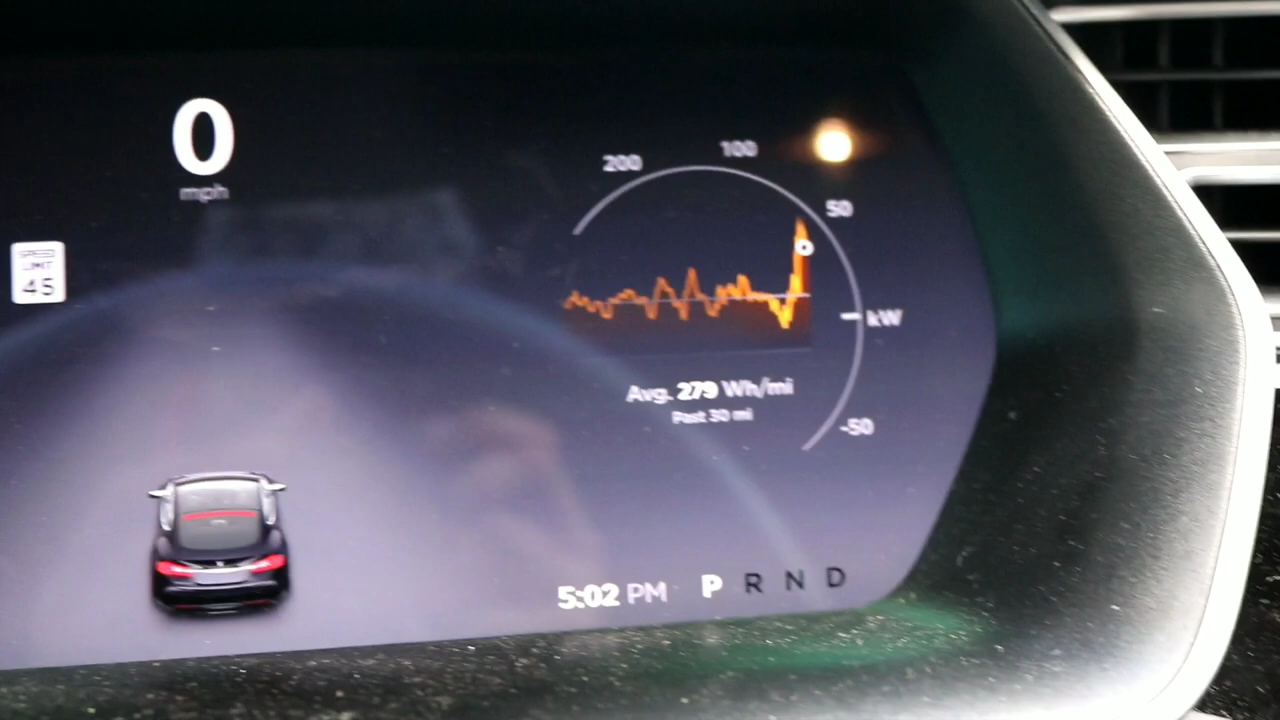 0
mph
SPEED
LIMIT
45
200
100
50
kW
-50
Avg. 279 Wh/mi
Past 30 mi
5:02 PM P R N D